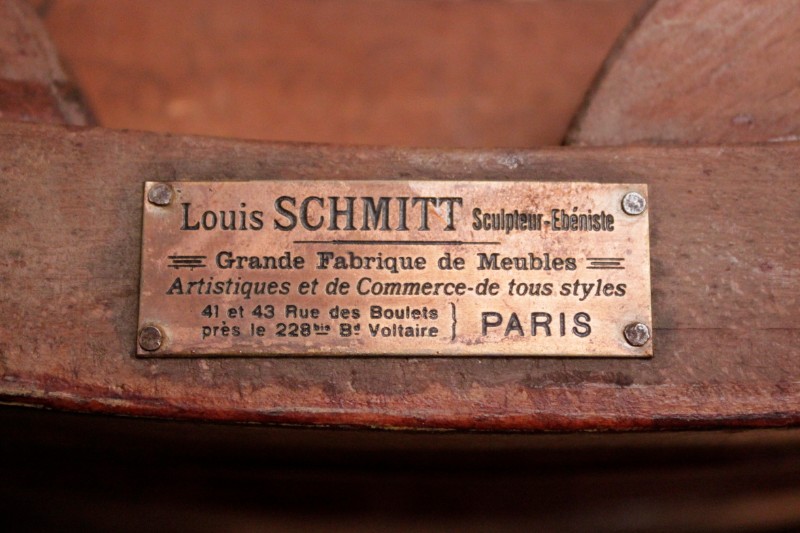 Louis SCHMITT Sculpteur-Ebéniste
Grande Fabrique de Meubles
Artistiques et de Commerce-de tous styles
41 et 43 Rue des Boulets
près le 228bis Bd Voltaire
PARIS